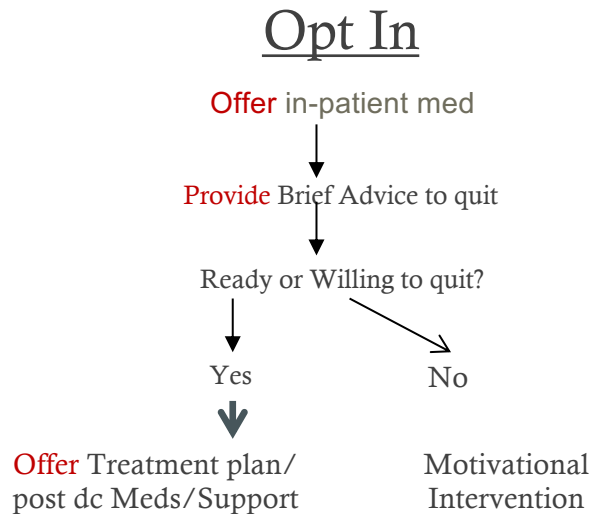 Opt In
Offer in-patient med
Provide Brief Advice to quit
Ready or Willing to quit?
Yes
No
Offer Treatment plan/
post dc Meds/Support
Motivational
Intervention